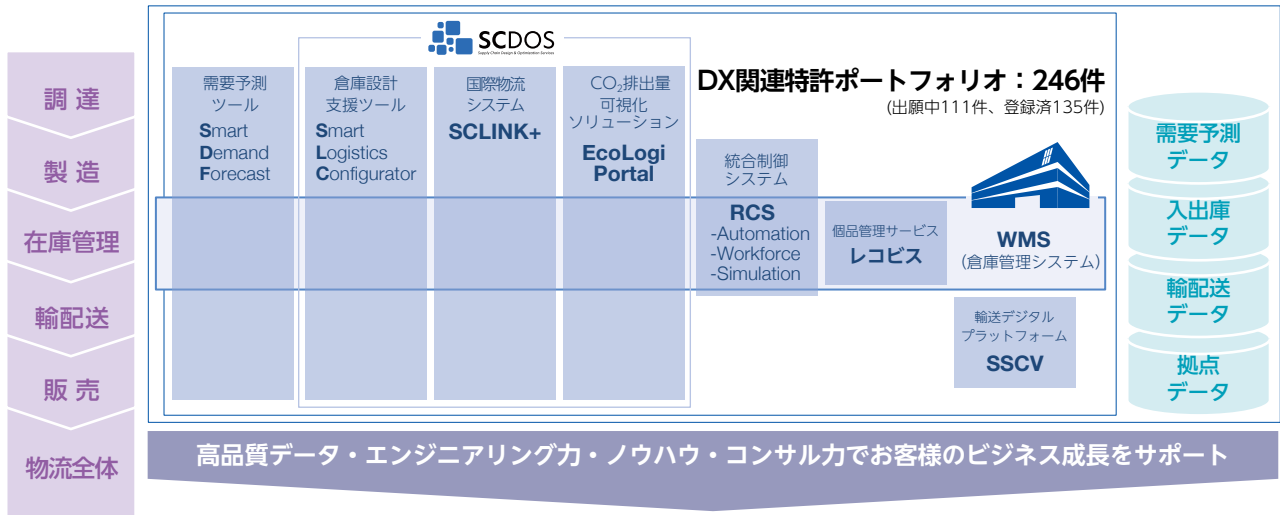 調達
製造
在庫管理
輸配送
販売
物流全体
SCDOS
Supply Chain Design & Optimization Services
需要予測
ツール
Smart
Demand
Forecast
倉庫設計
支援ツール
Smart
Logistics
Configurator
国際物流
システム
SCLINK+
CO₂排出量
可視化
ソリューション
EcoLogi
Portal
DX関連特許ポートフォリオ：246件
(出願中111件、登録済135件)
統合制御
システム
RCS
-Automation
-Workforce
-Simulation
個品管理サービス
レコビス
WMS
(倉庫管理システム)
輸送デジタル
プラットフォーム
SSCV
需要予測
データ
入出庫
データ
輸配送
データ
拠点
データ
高品質データ・エンジニアリング力・ノウハウ・コンサル力でお客様のビジネス成長をサポート